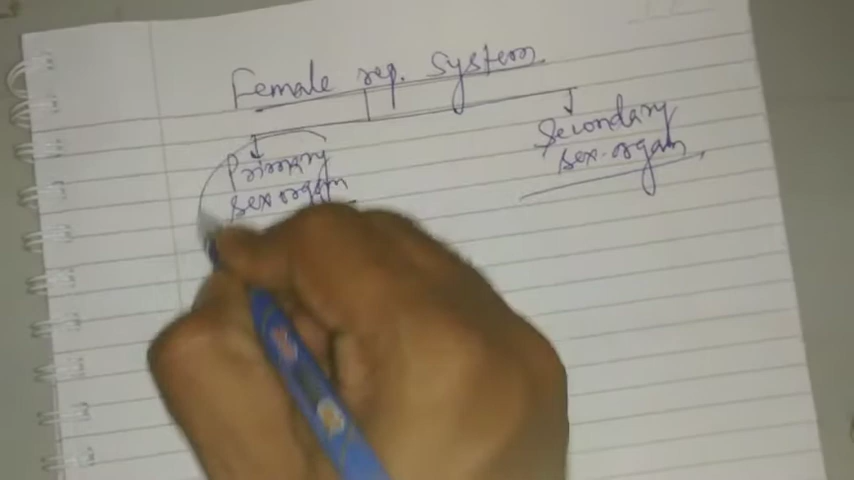 Female rep. system.
Primary
sex organ
Secondary
sex. organ